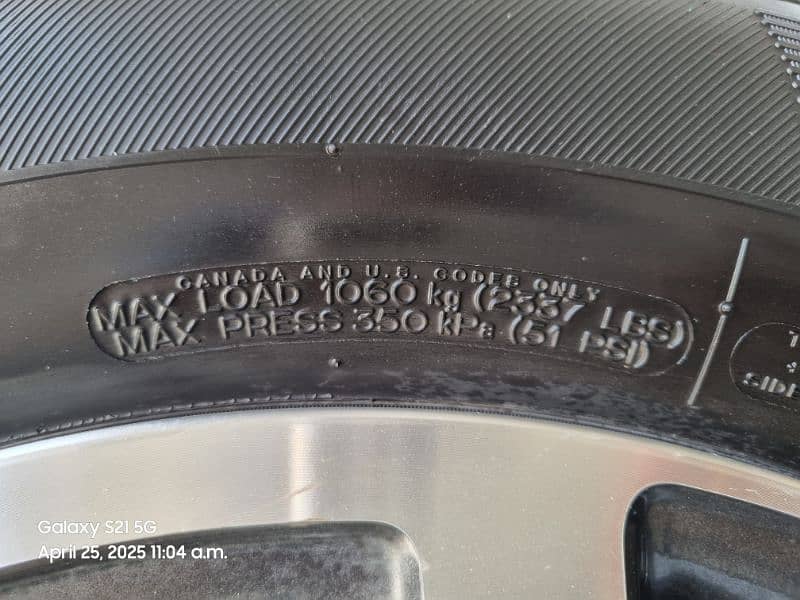 CANADA AND U.S. CODES ONLY
MAX LOAD 1060 kg (2337 LBS)
MAX PRESS 350 kPa (51 PSI)
SIDE
Galaxy S21 5G
April 25, 2025 11:04 a.m.